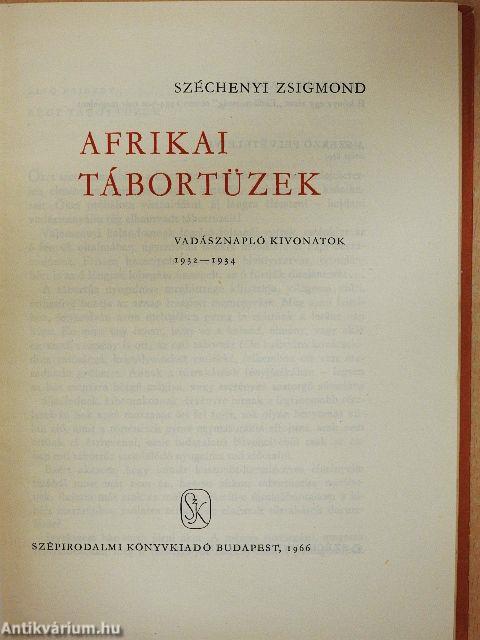 SZÉCHENYI ZSIGMOND
AFRIKAI
TÁBORTÜZEK
VADÁSZNAPLÓ KIVONATOK
1932—1934
SzK
SZÉPIRODALMI KÖNYVKIADÓ BUDAPEST, 1966
Antikvárium.hu